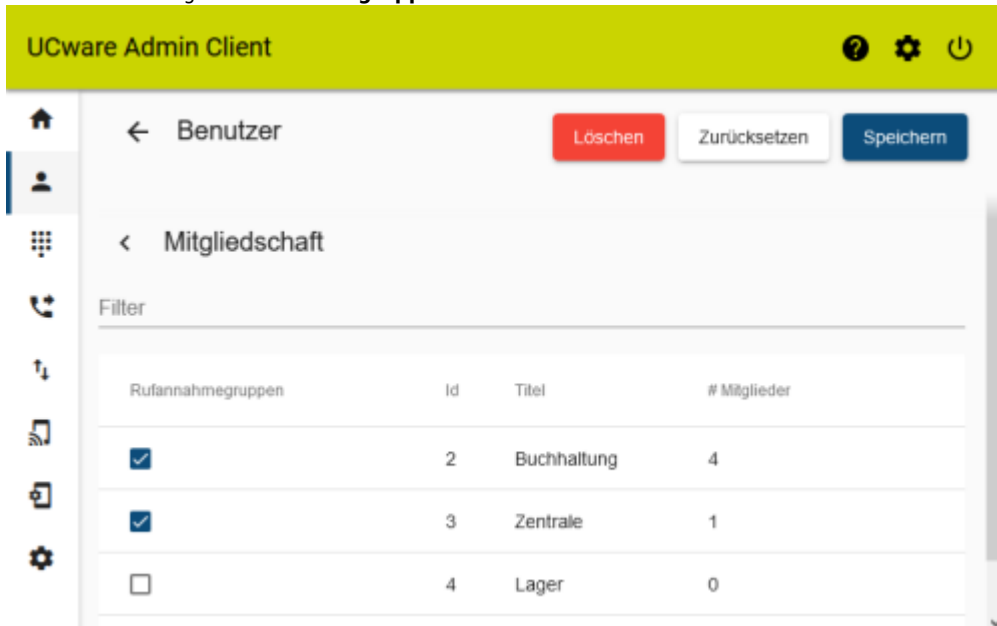 UCware Admin Client
Benutzer
Löschen
Zurücksetzen
Speichern
Mitgliedschaft
Filter
Rufannahmegruppen Id Titel # Mitglieder
2 Buchhaltung 4
3 Zentrale 1
4 Lager 0